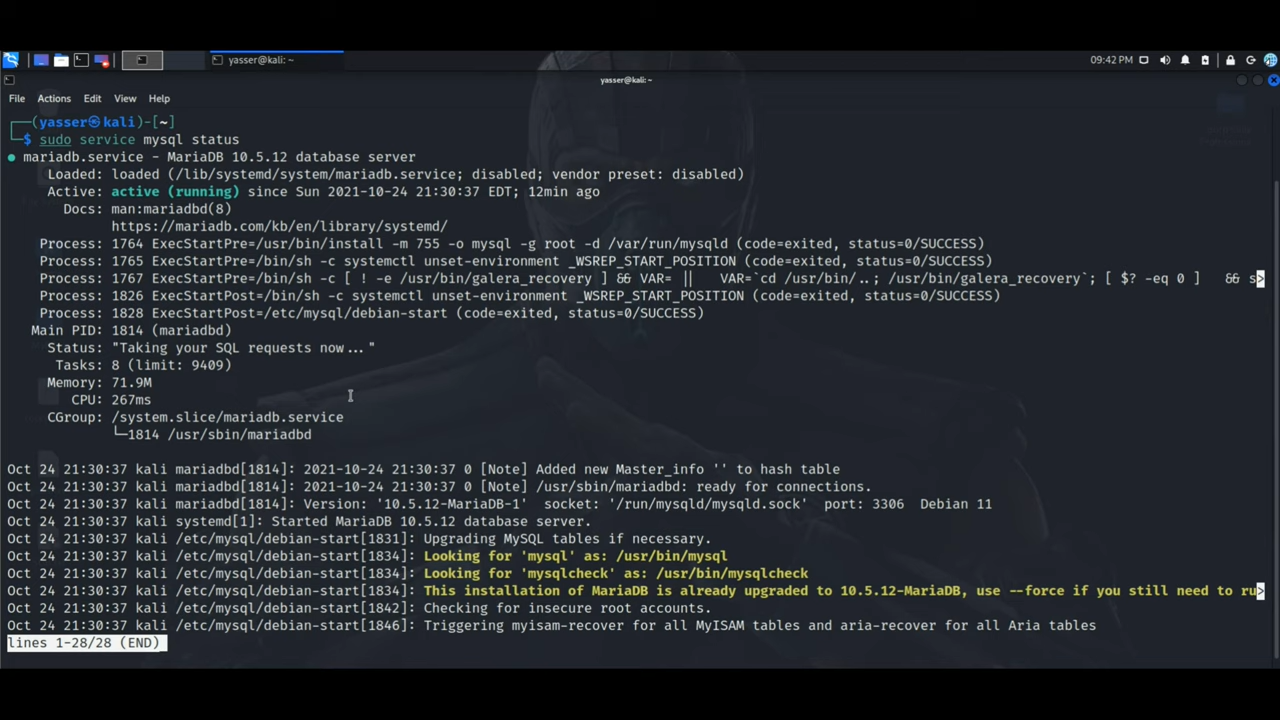 yasser@kali: ~
09:42 PM
yasser@kali:~
File Actions Edit View Help
┌──(yasser㉿kali)-[~]
└─$ sudo service mysql status
● mariadb.service - MariaDB 10.5.12 database server
Loaded: loaded (/lib/systemd/system/mariadb.service; disabled; vendor preset: disabled)
Active: active (running) since Sun 2021-10-24 21:30:37 EDT; 12min ago
Docs: man:mariadbd(8)
https://mariadb.com/kb/en/library/systemd/
Process: 1764 ExecStartPre=/usr/bin/install -m 755 -o mysql -g root -d /var/run/mysqld (code=exited, status=0/SUCCESS)
Process: 1765 ExecStartPre=/bin/sh -c systemctl unset-environment _WSREP_START_POSITION (code=exited, status=0/SUCCESS)
Process: 1767 ExecStartPre=/bin/sh -c [ ! -e /usr/bin/galera_recovery ] && VAR= || VAR=`cd /usr/bin/..; /usr/bin/galera_recovery`; [ $? -eq 0 ] && s>
Process: 1826 ExecStartPost=/bin/sh -c systemctl unset-environment _WSREP_START_POSITION (code=exited, status=0/SUCCESS)
Process: 1828 ExecStartPost=/etc/mysql/debian-start (code=exited, status=0/SUCCESS)
Main PID: 1814 (mariadbd)
Status: "Taking your SQL requests now..."
Tasks: 8 (limit: 9409)
Memory: 71.9M
CPU: 267ms
CGroup: /system.slice/mariadb.service
└─1814 /usr/sbin/mariadbd
Oct 24 21:30:37 kali mariadbd[1814]: 2021-10-24 21:30:37 0 [Note] Added new Master_info '' to hash table
Oct 24 21:30:37 kali mariadbd[1814]: 2021-10-24 21:30:37 0 [Note] /usr/sbin/mariadbd: ready for connections.
Oct 24 21:30:37 kali mariadbd[1814]: Version: '10.5.12-MariaDB-1' socket: '/run/mysqld/mysqld.sock' port: 3306 Debian 11
Oct 24 21:30:37 kali systemd[1]: Started MariaDB 10.5.12 database server.
Oct 24 21:30:37 kali /etc/mysql/debian-start[1831]: Upgrading MySQL tables if necessary.
Oct 24 21:30:37 kali /etc/mysql/debian-start[1834]: Looking for 'mysql' as: /usr/bin/mysql
Oct 24 21:30:37 kali /etc/mysql/debian-start[1834]: Looking for 'mysqlcheck' as: /usr/bin/mysqlcheck
Oct 24 21:30:37 kali /etc/mysql/debian-start[1834]: This installation of MariaDB is already upgraded to 10.5.12-MariaDB, use --force if you still need to ru>
Oct 24 21:30:37 kali /etc/mysql/debian-start[1842]: Checking for insecure root accounts.
Oct 24 21:30:37 kali /etc/mysql/debian-start[1846]: Triggering myisam-recover for all MyISAM tables and aria-recover for all Aria tables
lines 1-28/28 (END)